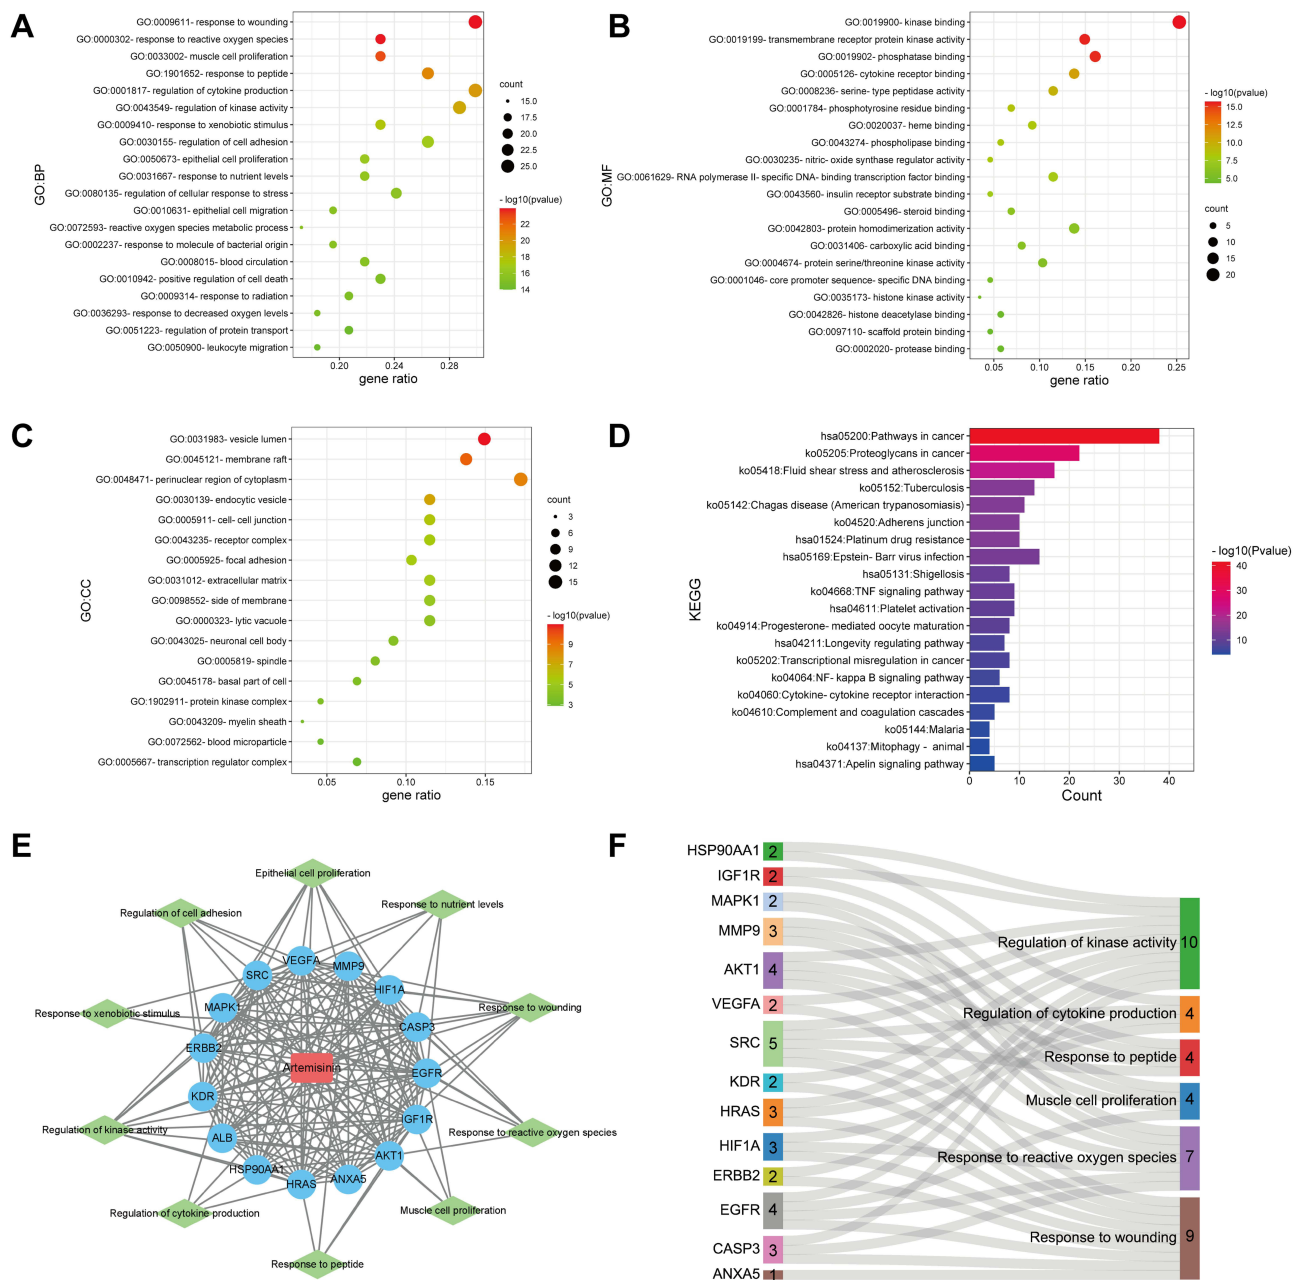 A
GO:BP
GO:0009611- response to wounding
GO:0000302- response to reactive oxygen species
GO:0033002- muscle cell proliferation
GO:1901652- response to peptide
GO:0001817- regulation of cytokine production
GO:0043549- regulation of kinase activity
GO:0009410- response to xenobiotic stimulus
GO:0030155- regulation of cell adhesion
GO:0050673- epithelial cell proliferation
GO:0031667- response to nutrient levels
GO:0080135- regulation of cellular response to stress
GO:0010631- epithelial cell migration
GO:0072593- reactive oxygen species metabolic process
GO:0002237- response to molecule of bacterial origin
GO:0008015- blood circulation
GO:0010942- positive regulation of cell death
GO:0009314- response to radiation
GO:0036293- response to decreased oxygen levels
GO:0051223- regulation of protein transport
GO:0050900- leukocyte migration
0.20 0.24 0.28
gene ratio
count
15.0
17.5
20.0
22.5
25.0
- log10(pvalue)
22
20
18
16
14
B
GO:MF
GO:0019900- kinase binding
GO:0019199- transmembrane receptor protein kinase activity
GO:0019902- phosphatase binding
GO:0005126- cytokine receptor binding
GO:0008236- serine- type peptidase activity
GO:0001784- phosphotyrosine residue binding
GO:0020037- heme binding
GO:0043274- phospholipase binding
GO:0030235- nitric- oxide synthase regulator activity
GO:0061629- RNA polymerase II- specific DNA- binding transcription factor binding
GO:0043560- insulin receptor substrate binding
GO:0005496- steroid binding
GO:0042803- protein homodimerization activity
GO:0031406- carboxylic acid binding
GO:0004674- protein serine/threonine kinase activity
GO:0001046- core promoter sequence- specific DNA binding
GO:0035173- histone kinase activity
GO:0042826- histone deacetylase binding
GO:0097110- scaffold protein binding
GO:0002020- protease binding
0.05 0.10 0.15 0.20 0.25
gene ratio
- log10(pvalue)
15.0
12.5
10.0
7.5
5.0
count
5
10
15
20
C
GO:CC
GO:0031983- vesicle lumen
GO:0045121- membrane raft
GO:0048471- perinuclear region of cytoplasm
GO:0030139- endocytic vesicle
GO:0005911- cell- cell junction
GO:0043235- receptor complex
GO:0005925- focal adhesion
GO:0031012- extracellular matrix
GO:0098552- side of membrane
GO:0000323- lytic vacuole
GO:0043025- neuronal cell body
GO:0005819- spindle
GO:0045178- basal part of cell
GO:1902911- protein kinase complex
GO:0043209- myelin sheath
GO:0072562- blood microparticle
GO:0005667- transcription regulator complex
0.05 0.10 0.15
gene ratio
count
3
6
9
12
15
- log10(pvalue)
9
7
5
3
D
KEGG
hsa05200:Pathways in cancer
ko05205:Proteoglycans in cancer
ko05418:Fluid shear stress and atherosclerosis
ko05152:Tuberculosis
ko05142:Chagas disease (American trypanosomiasis)
ko04520:Adherens junction
hsa01524:Platinum drug resistance
hsa05169:Epstein- Barr virus infection
hsa05131:Shigellosis
ko04668:TNF signaling pathway
hsa04611:Platelet activation
ko04914:Progesterone- mediated oocyte maturation
hsa04211:Longevity regulating pathway
ko05202:Transcriptional misregulation in cancer
ko04064:NF- kappa B signaling pathway
ko04060:Cytokine- cytokine receptor interaction
ko04610:Complement and coagulation cascades
ko05144:Malaria
ko04137:Mitophagy - animal
hsa04371:Apelin signaling pathway
0 10 20 30 40
Count
- log10(Pvalue)
40
30
20
10
E
Epithelial cell proliferation
Response to nutrient levels
Regulation of cell adhesion
VEGFA
MMP9
SRC
HIF1A
MAPK1
Response to wounding
Response to xenobiotic stimulus
CASP3
ERBB2
Artemisinin
EGFR
KDR
GF1R
Regulation of kinase activity
Response to reactive oxygen species
ALB
AKT1
HSP90AA1
ANXA5
HRAS
Regulation of cytokine production
Muscle cell proliferation
Response to peptide
F
HSP90AA1 2
IGF1R 2
MAPK1 2
MMP9 3
AKT1 4
VEGFA 2
SRC 5
KDR 2
HRAS 3
HIF1A 3
ERBB2 2
EGFR 4
CASP3 3
ANXA5 1
Regulation of kinase activity 10
Regulation of cytokine production 4
Response to peptide 4
Muscle cell proliferation 4
Response to reactive oxygen species 7
Response to wounding 9